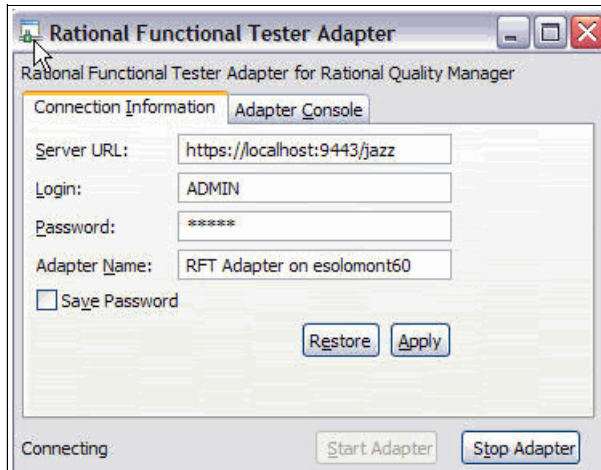 Rational Functional Tester Adapter
Rational Functional Tester Adapter for Rational Quality Manager
Connection Information Adapter Console
Server URL: https://localhost:9443/jazz
Login: ADMIN
Password: *****
Adapter Name: RFT Adapter on esolomont60
Save Password
Restore Apply
Connecting Start Adapter Stop Adapter